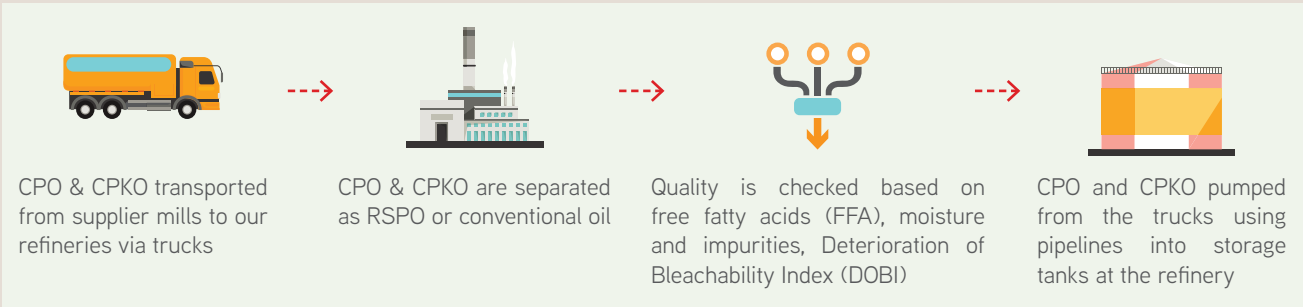 CPO & CPKO transported
from supplier mills to our
refineries via trucks
CPO & CPKO are separated
as RSPO or conventional oil
Quality is checked based on
free fatty acids (FFA), moisture
and impurities, Deterioration of
Bleachability Index (DOBI)
CPO and CPKO pumped
from the trucks using
pipelines into storage
tanks at the refinery